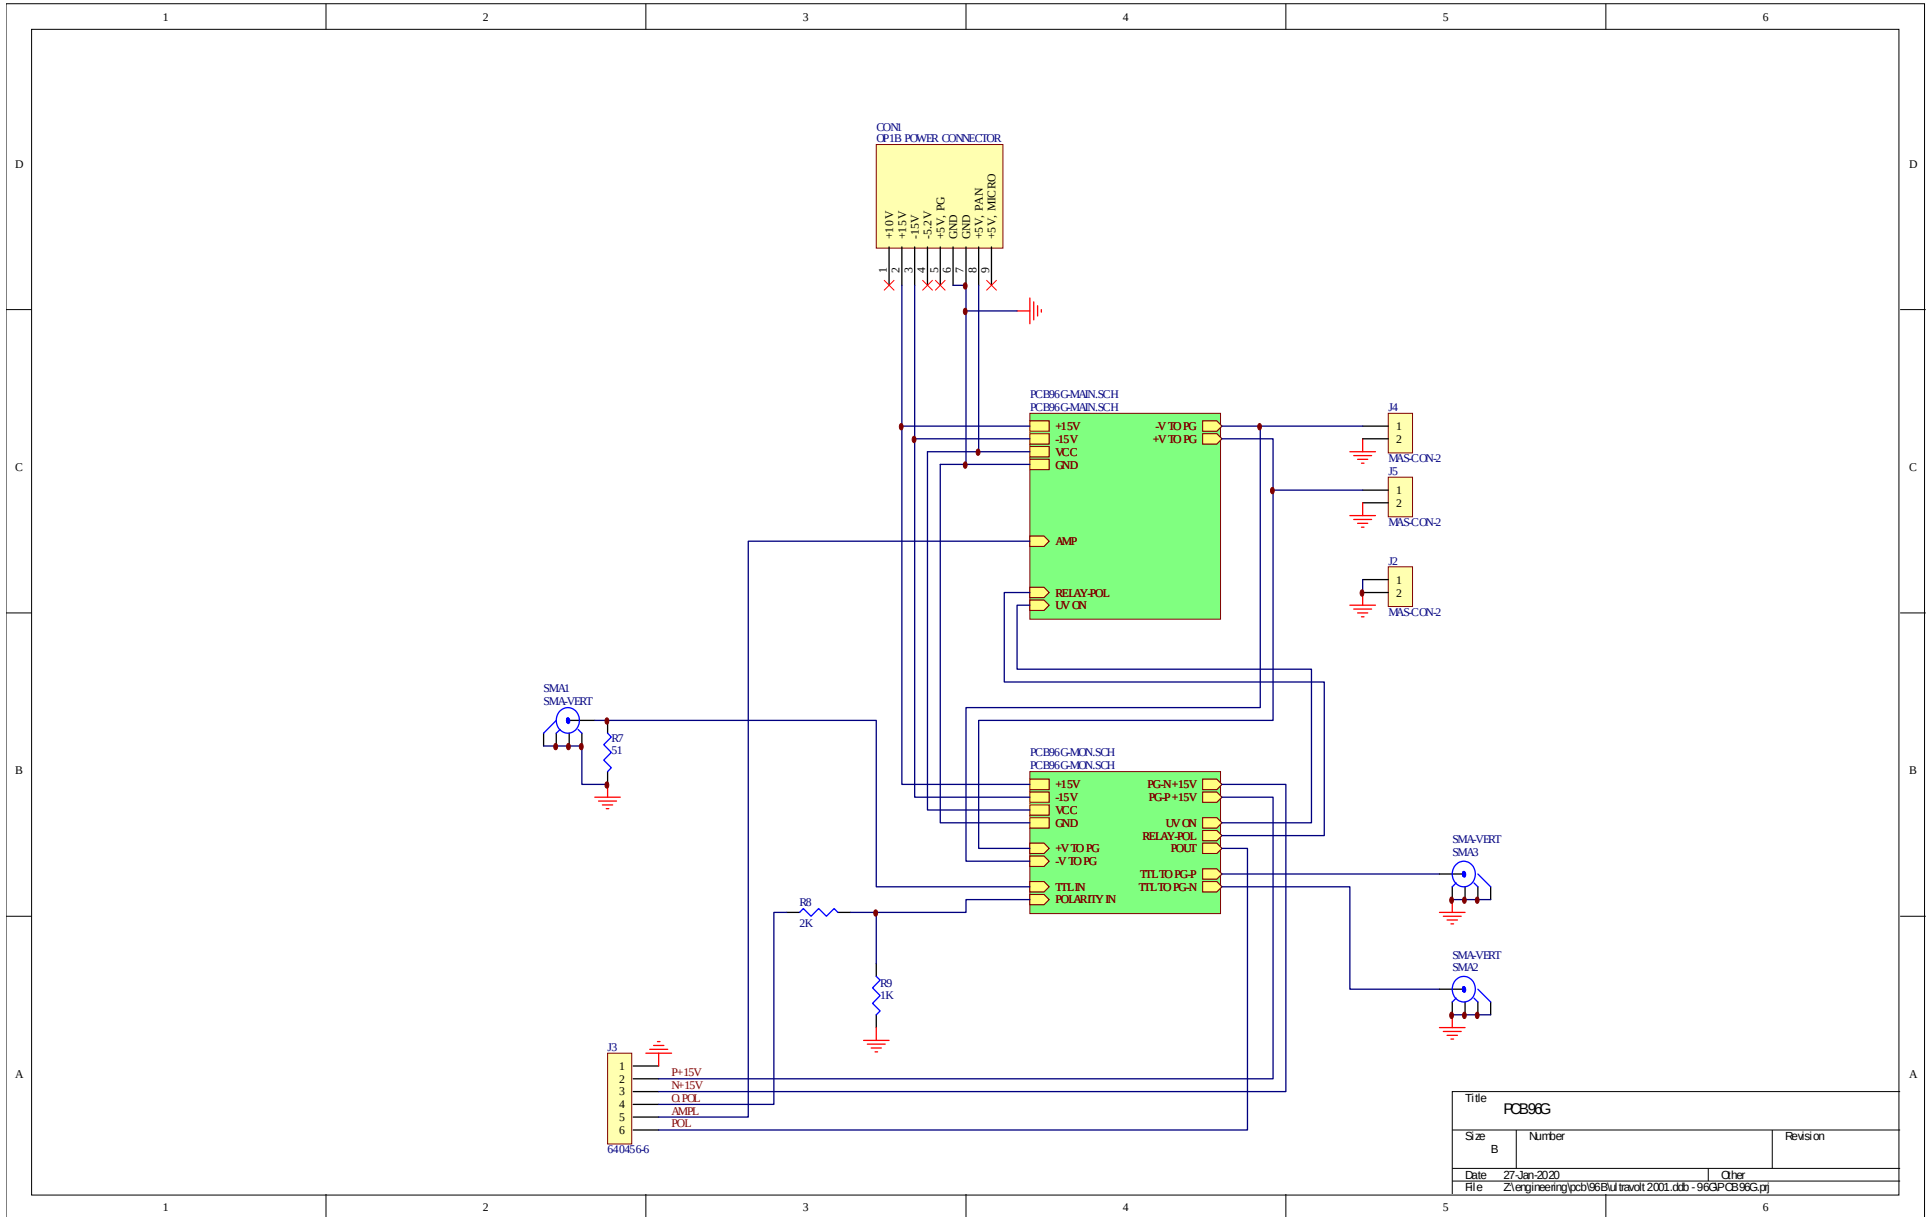 1 2 3 4 5 6
D D
CON1
OP1B POWER CONNECTOR
+10V
+15V
-15V
-5.2V
+5V, PG
GND
GND
+5V, PAN
+5V, MICRO
1 2 3 4 5 6 7 8 9
PCB96G-MAIN.SCH
PCB96G-MAIN.SCH
+15V -V TO PG
-15V +V TO PG
VCC
GND
AMP
RELAY-POL
UV ON
J4
1
2
MAS-CON-2
C C
J5
1
2
MAS-CON-2
J2
1
2
MAS-CON-2
SMA1
SMA-VERT
R7
51
B B
PCB96G-MON.SCH
PCB96G-MON.SCH
+15V PG-N+15V
-15V PG-P+15V
VCC
GND UV ON
RELAY-POL
+V TO PG POUT
-V TO PG
TTL TO PG-P
TTL IN TTL TO PG-N
POLARITY IN
SMA-VERT
SMA3
R8
2K
SMA-VERT
SMA2
R9
1K
J3
1
2 P+15V
3 N+15V
4 O.POL
5 AMPL
6 POL
640456-6
A A
Title
PCB96G
Size Number Revision
B
Date 27-Jan-2020 Other
File Z:\engineering\pcb\96B\ultravolt 2001.ddb - 96G\PCB96G.prj
1 2 3 4 5 6